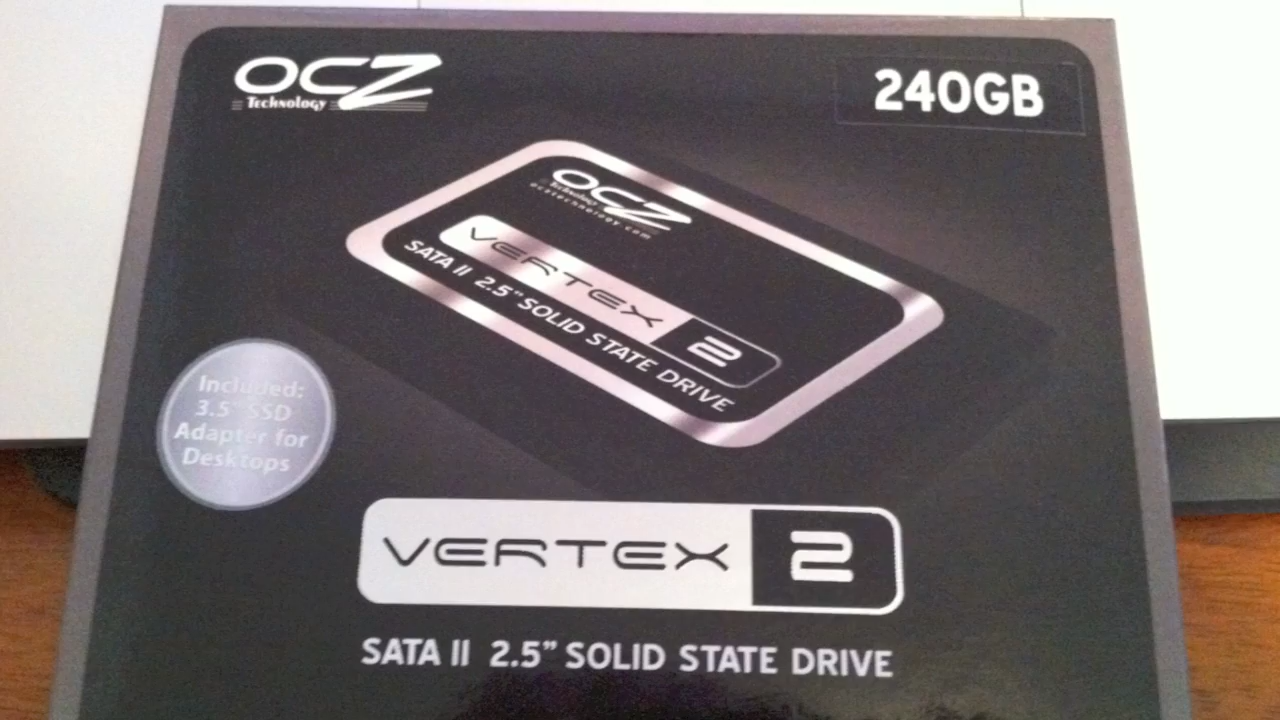 OCZ
Technology
240GB
OCZ
Technology
ocztechnology.com
VERTEX 2
SATA II 2.5" SOLID STATE DRIVE
Included:
3.5" SSD
Adapter for
Desktops
VERTEX 2
SATA II 2.5” SOLID STATE DRIVE